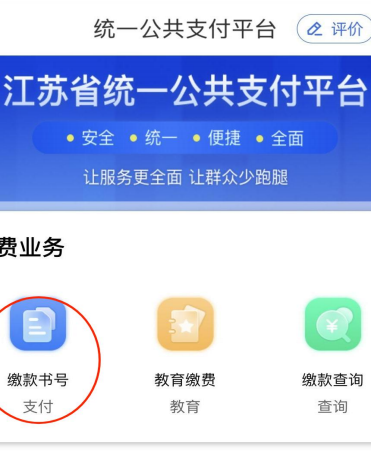 统一公共支付平台
评价
江苏省统一公共支付平台
安全 统一 便捷 全面
让服务更全面 让群众少跑腿
费业务
缴款书号 教育缴费 缴款查询
支付 教育 查询